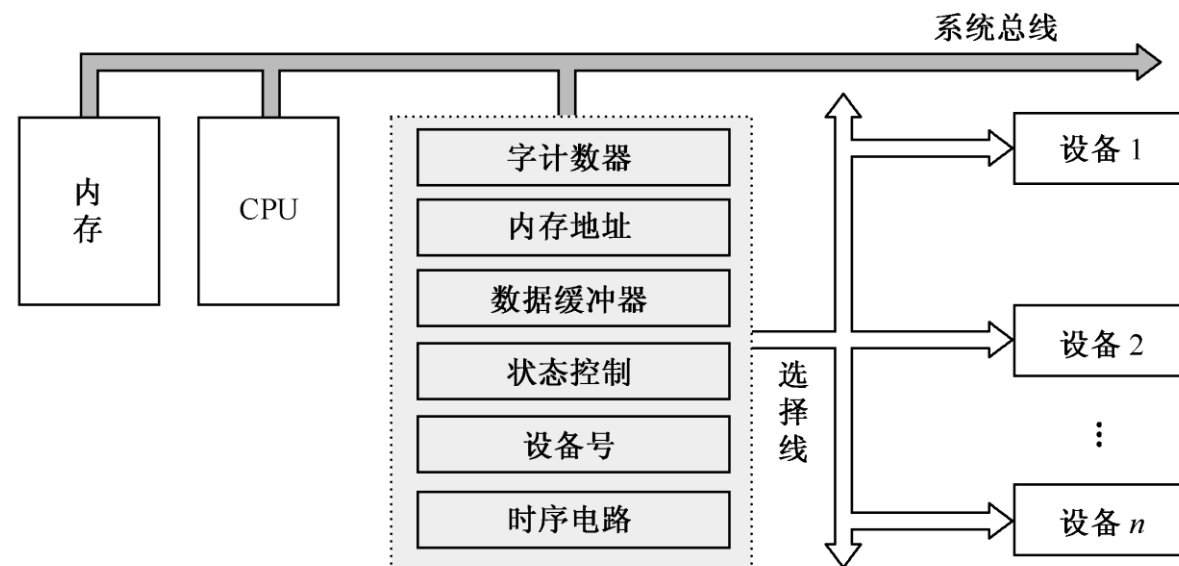 系统总线
内存
CPU
字计数器
内存地址
数据缓冲器
状态控制
设备号
时序电路
选择线
设备 1
设备 2
⋮
设备 n